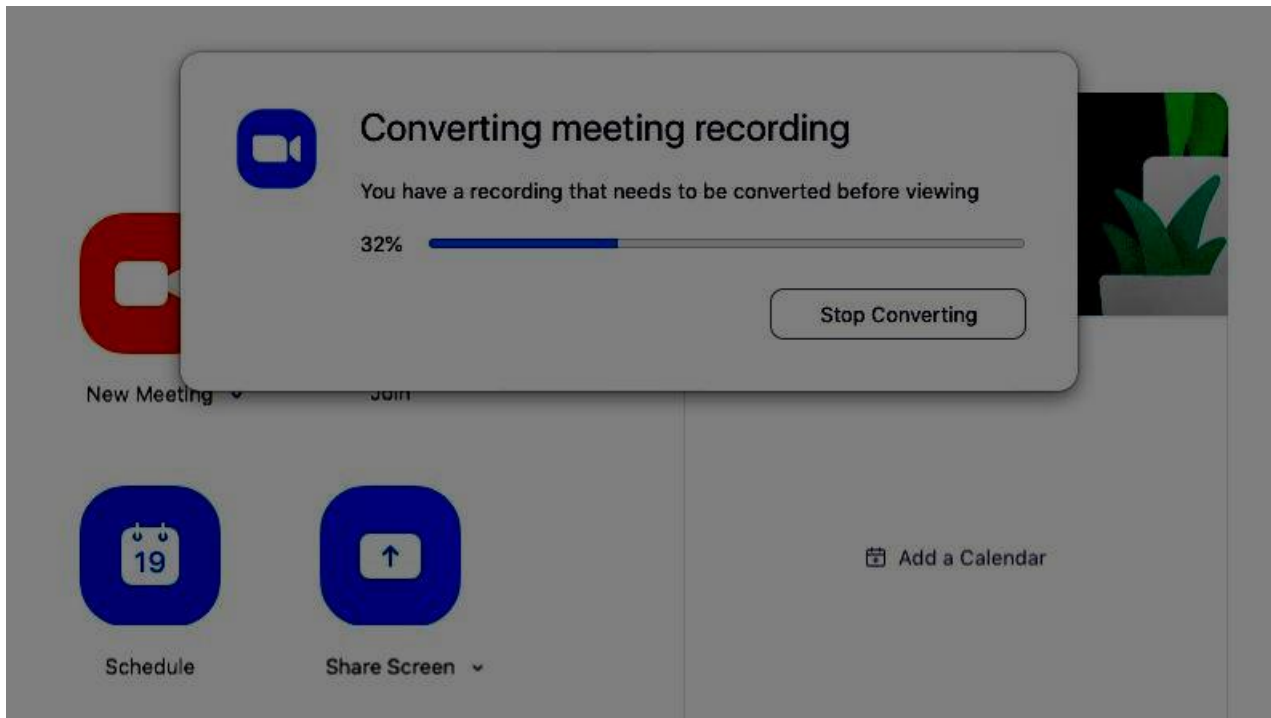 Converting meeting recording
You have a recording that needs to be converted before viewing
32%
Stop Converting
New Meeting
Join
19
Schedule
Share Screen
Add a Calendar